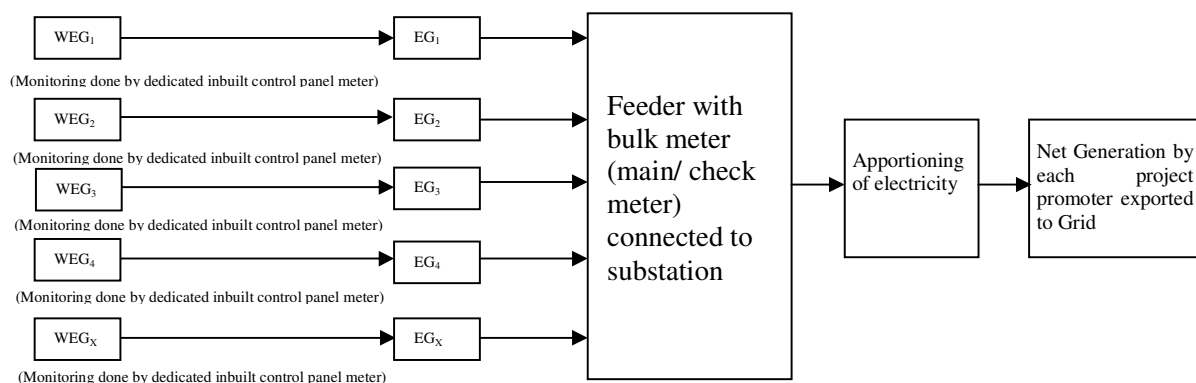 WEG₁
EG₁
(Monitoring done by dedicated inbuilt control panel meter)
WEG₂
EG₂
(Monitoring done by dedicated inbuilt control panel meter)
WEG₃
EG₃
(Monitoring done by dedicated inbuilt control panel meter)
WEG₄
EG₄
(Monitoring done by dedicated inbuilt control panel meter)
WEGₓ
EGₓ
(Monitoring done by dedicated inbuilt control panel meter)
Feeder with
bulk meter
(main/ check
meter)
connected to
substation
Apportioning
of electricity
Net Generation by
each project
promoter exported
to Grid